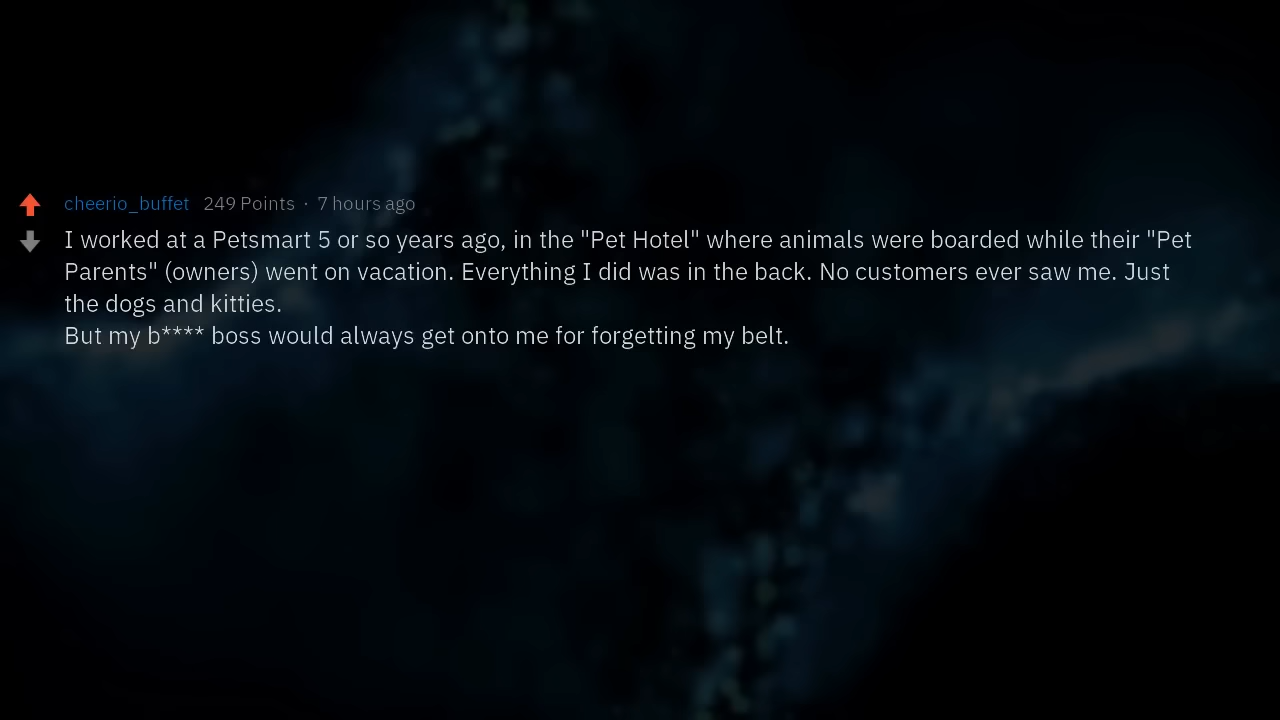 cheerio_buffet 249 Points · 7 hours ago
I worked at a Petsmart 5 or so years ago, in the "Pet Hotel" where animals were boarded while their "Pet
Parents" (owners) went on vacation. Everything I did was in the back. No customers ever saw me. Just
the dogs and kitties.
But my b**** boss would always get onto me for forgetting my belt.